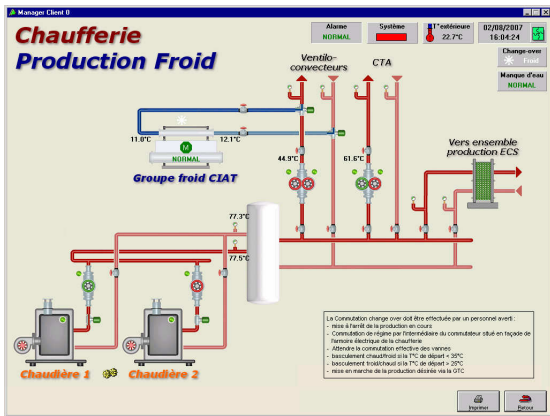 Manager Client 0
Chaufferie
Production Froid
Alarme
NORMAL
Système
T°extérieure
22.7°C
02/08/2007
16:04:24
Change-over
Froid
Manque d'eau
NORMAL
Ventilo-
convecteurs
CTA
Vers ensemble
production ECS
11.0°C
12.1°C
M
NORMAL
Groupe froid CIAT
44.9°C
61.6°C
77.3°C
77.5°C
Chaudière 1
Chaudière 2
La Commutation change over doit être effectuée par un personnel averti :
- mise à l'arrêt de la production en cours
- Commutation de régime par l'intermédiaire du commutateur situé en façade de
l'armoire électrique de la chaufferie
- Attendre la commutation effective des vannes
- basculement chaud/froid si la T°C de départ < 35°C
- basculement froid/chaud si la T°C de départ > 25°C
- mise en marche de la production désirée via la GTC
Imprimer
Retour